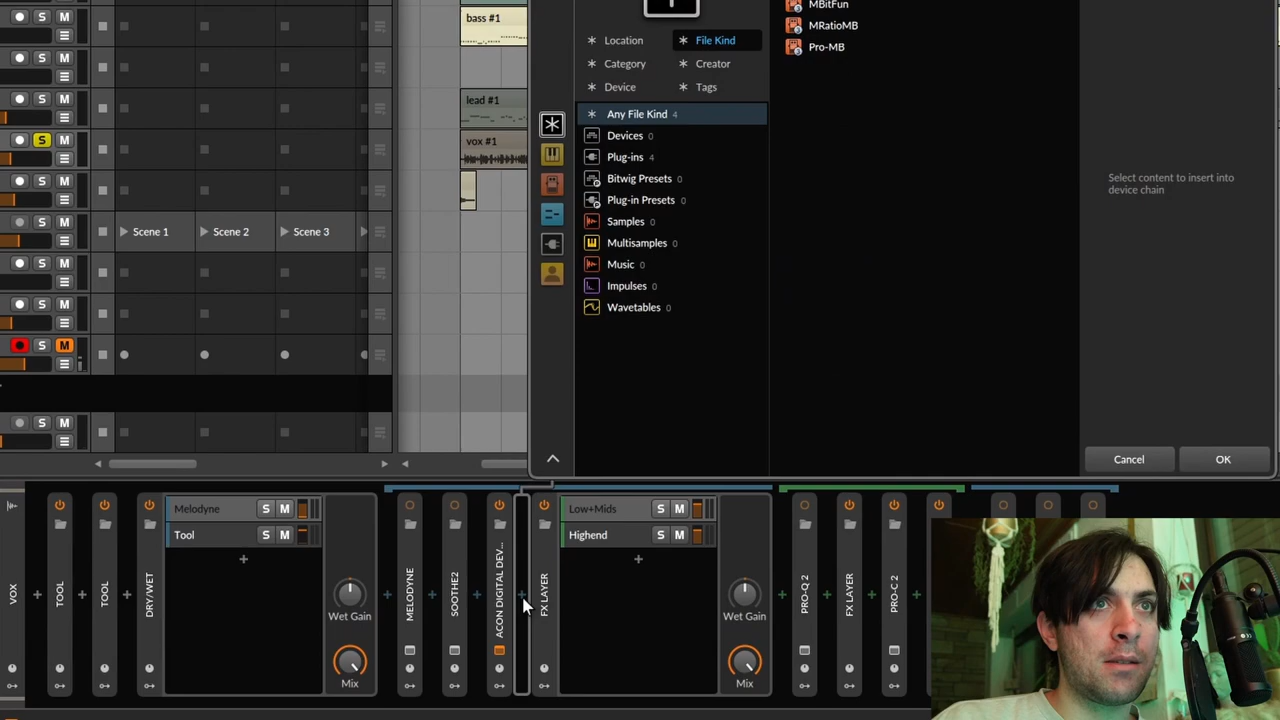 S M
bass #1
S M
S M
lead #1
S M
vox #1
S M
S M
Scene 1
Scene 2
Scene 3
S M
S M
S M
S M
MBitFun
MRatioMB
Pro-MB
Location
File Kind
Category
Creator
Device
Tags
Any File Kind 4
Devices 0
Plug-ins 4
Bitwig Presets 0
Plug-in Presets 0
Samples 0
Multisamples 0
Music 0
Impulses 0
Wavetables 0
Select content to insert into
device chain
Cancel
OK
VOX
TOOL
TOOL
DRY/WET
Melodyne S M
Tool S M
Wet Gain
Mix
MELODYNE
SOOTHE2
ACON DIGITAL DEV...
FX LAYER
Low+Mids S M
Highend S M
Wet Gain
Mix
PRO-Q 2
FX LAYER
PRO-C 2